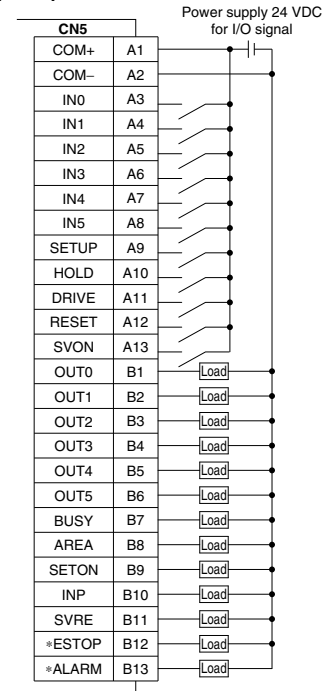 Power supply 24 VDC
for I/O signal
CN5
COM+ A1
COM− A2
IN0 A3
IN1 A4
IN2 A5
IN3 A6
IN4 A7
IN5 A8
SETUP A9
HOLD A10
DRIVE A11
RESET A12
SVON A13
OUT0 B1 Load
OUT1 B2 Load
OUT2 B3 Load
OUT3 B4 Load
OUT4 B5 Load
OUT5 B6 Load
BUSY B7 Load
AREA B8 Load
SETON B9 Load
INP B10 Load
SVRE B11 Load
*ESTOP B12 Load
*ALARM B13 Load